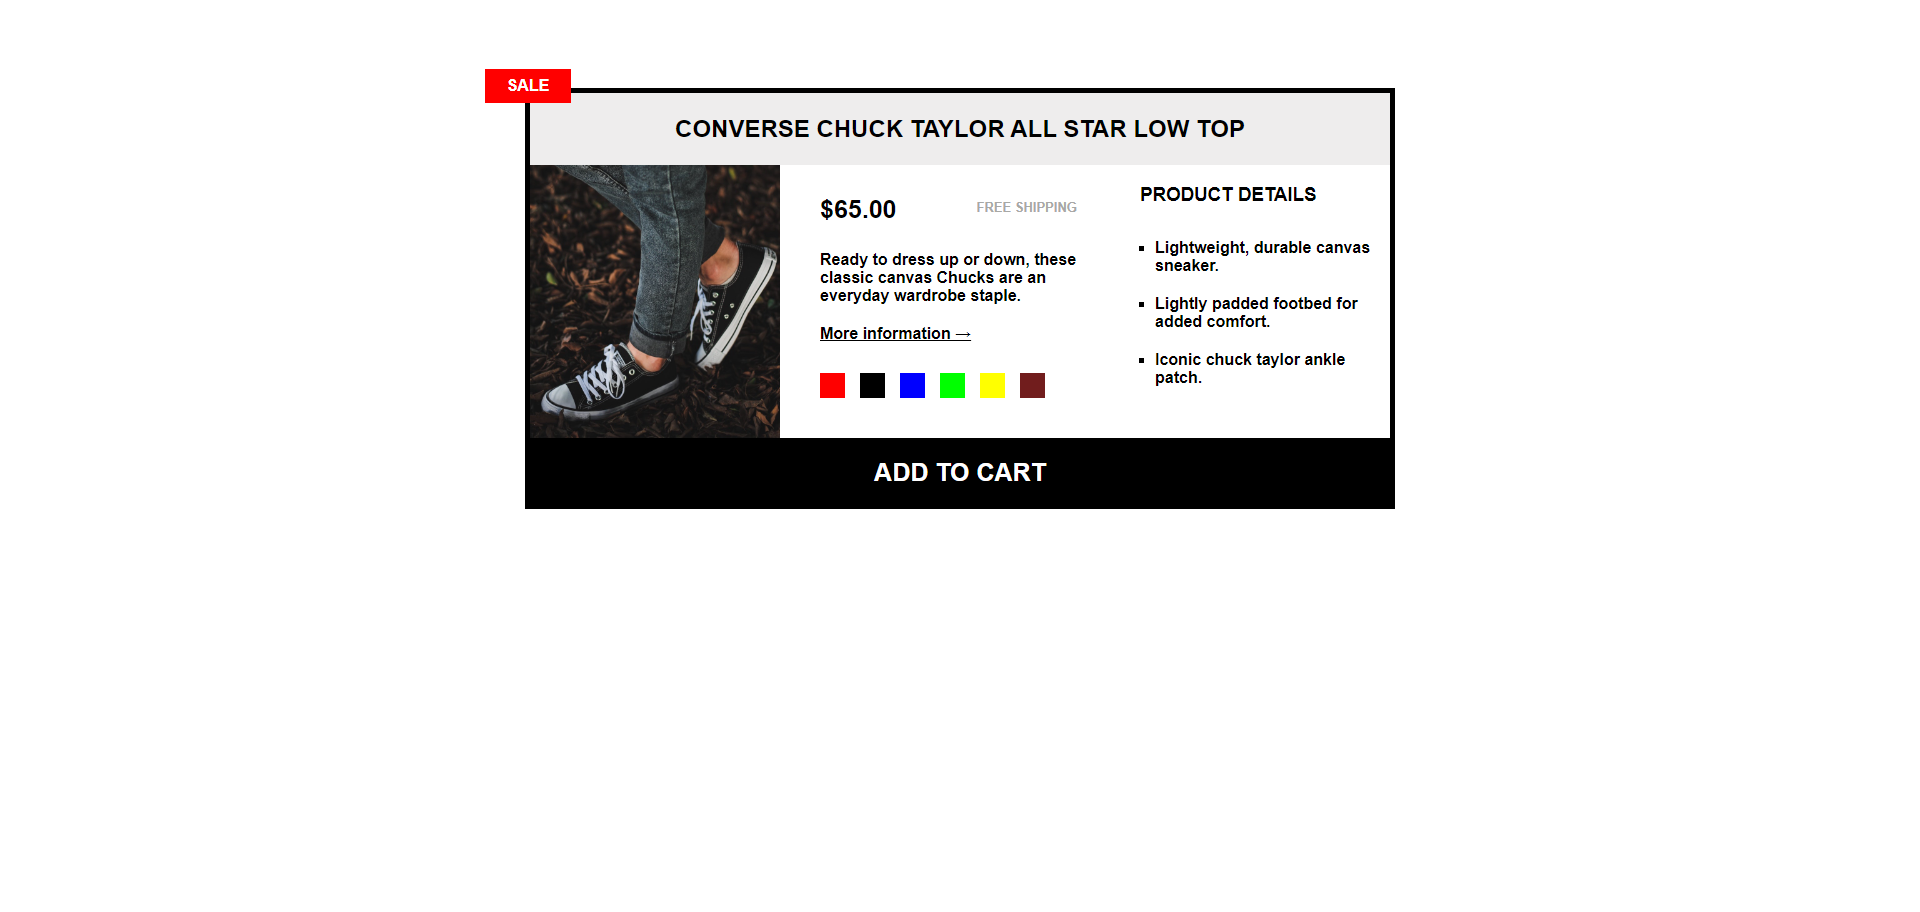 SALE
CONVERSE CHUCK TAYLOR ALL STAR LOW TOP
$65.00
FREE SHIPPING
Ready to dress up or down, these
classic canvas Chucks are an
everyday wardrobe staple.
More information →
PRODUCT DETAILS
Lightweight, durable canvas
sneaker.
Lightly padded footbed for
added comfort.
Iconic chuck taylor ankle
patch.
ADD TO CART